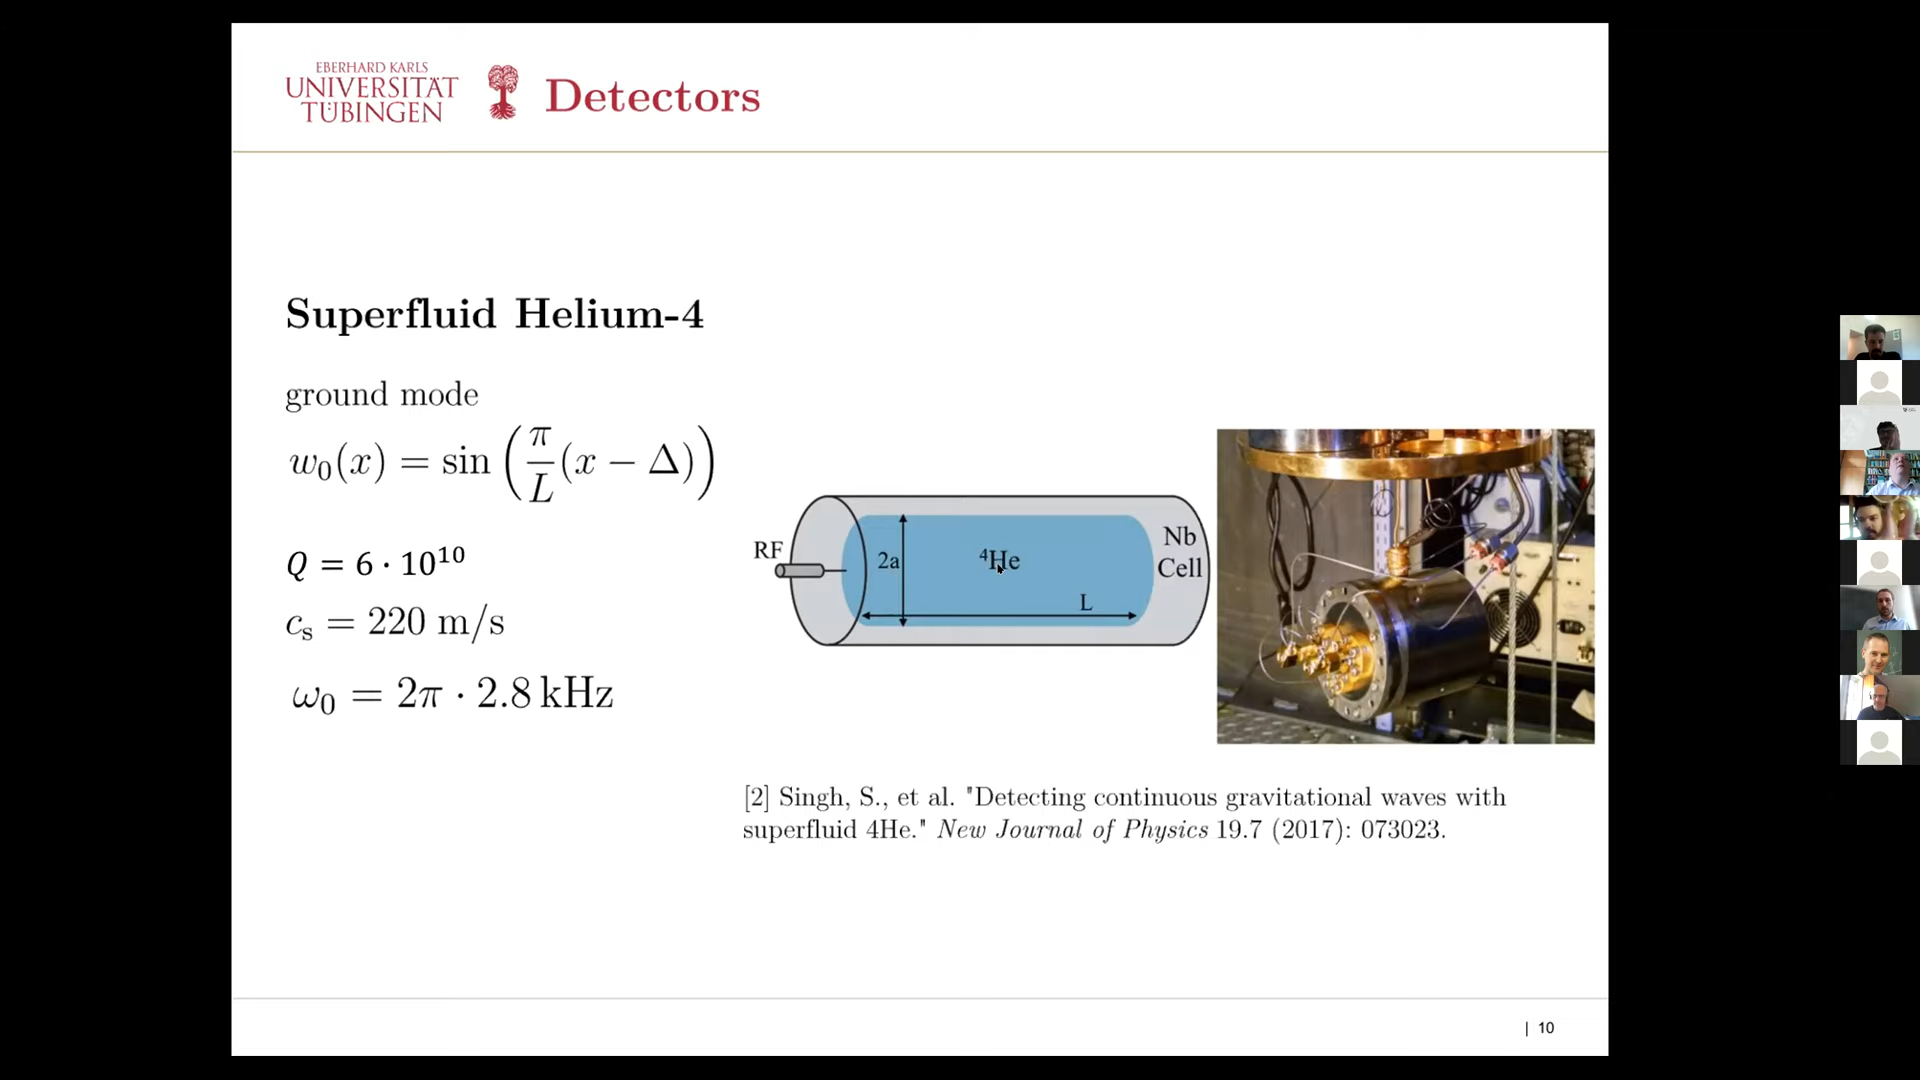 EBERHARD KARLS
UNIVERSITÄT
TÜBINGEN
Detectors
Superfluid Helium-4
ground mode
w₀(x) = sin (π/L (x − Δ))
Q = 6 · 10¹⁰
cₛ = 220 m/s
ω₀ = 2π · 2.8 kHz
RF
2a
⁴He
L
Nb
Cell
[2] Singh, S., et al. "Detecting continuous gravitational waves with
superfluid 4He." New Journal of Physics 19.7 (2017): 073023.
| 10